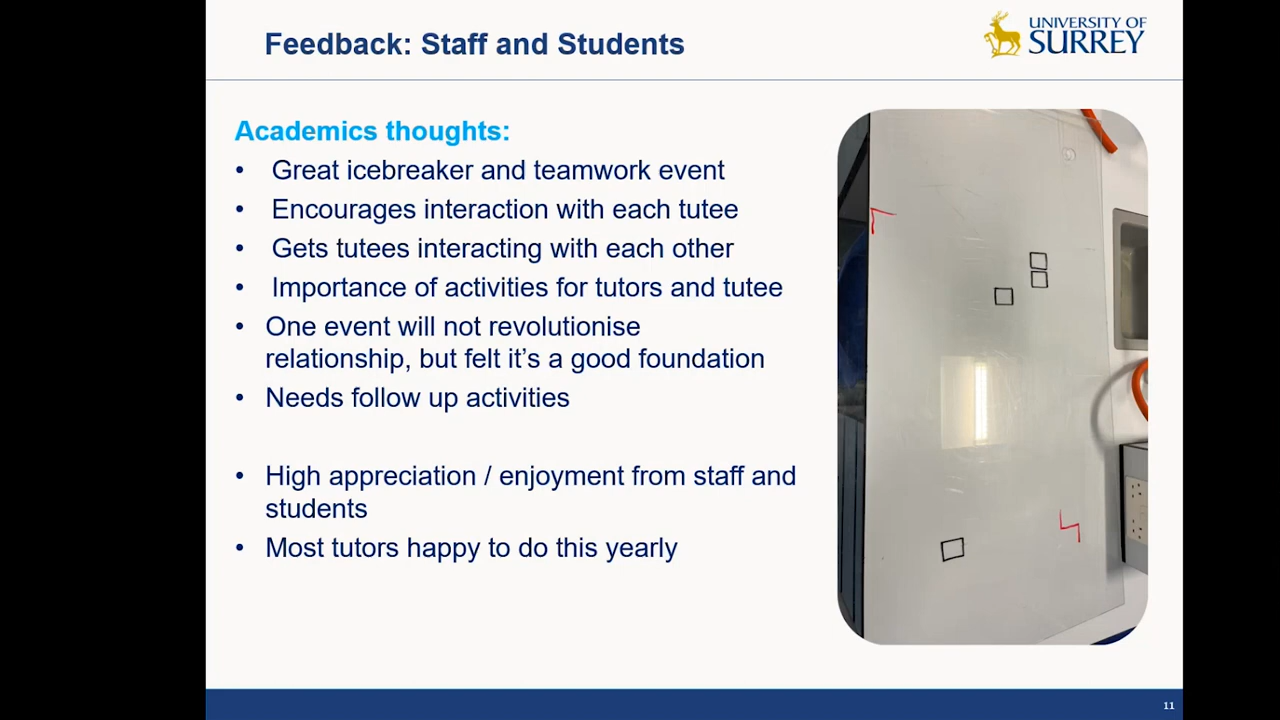 Feedback: Staff and Students
UNIVERSITY OF
SURREY
Academics thoughts:
• Great icebreaker and teamwork event
• Encourages interaction with each tutee
• Gets tutees interacting with each other
• Importance of activities for tutors and tutee
• One event will not revolutionise
relationship, but felt it’s a good foundation
• Needs follow up activities
• High appreciation / enjoyment from staff and
students
• Most tutors happy to do this yearly
11